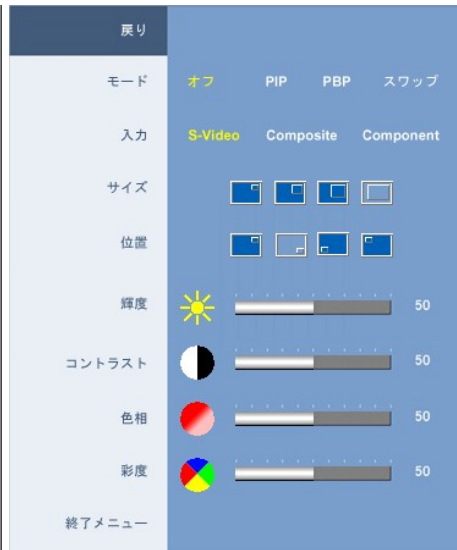 戻り
モード オフ PIP PBP スワップ
入力 S-Video Composite Component
サイズ
位置
輝度 50
コントラスト 50
色相 50
彩度 50
終了メニュー